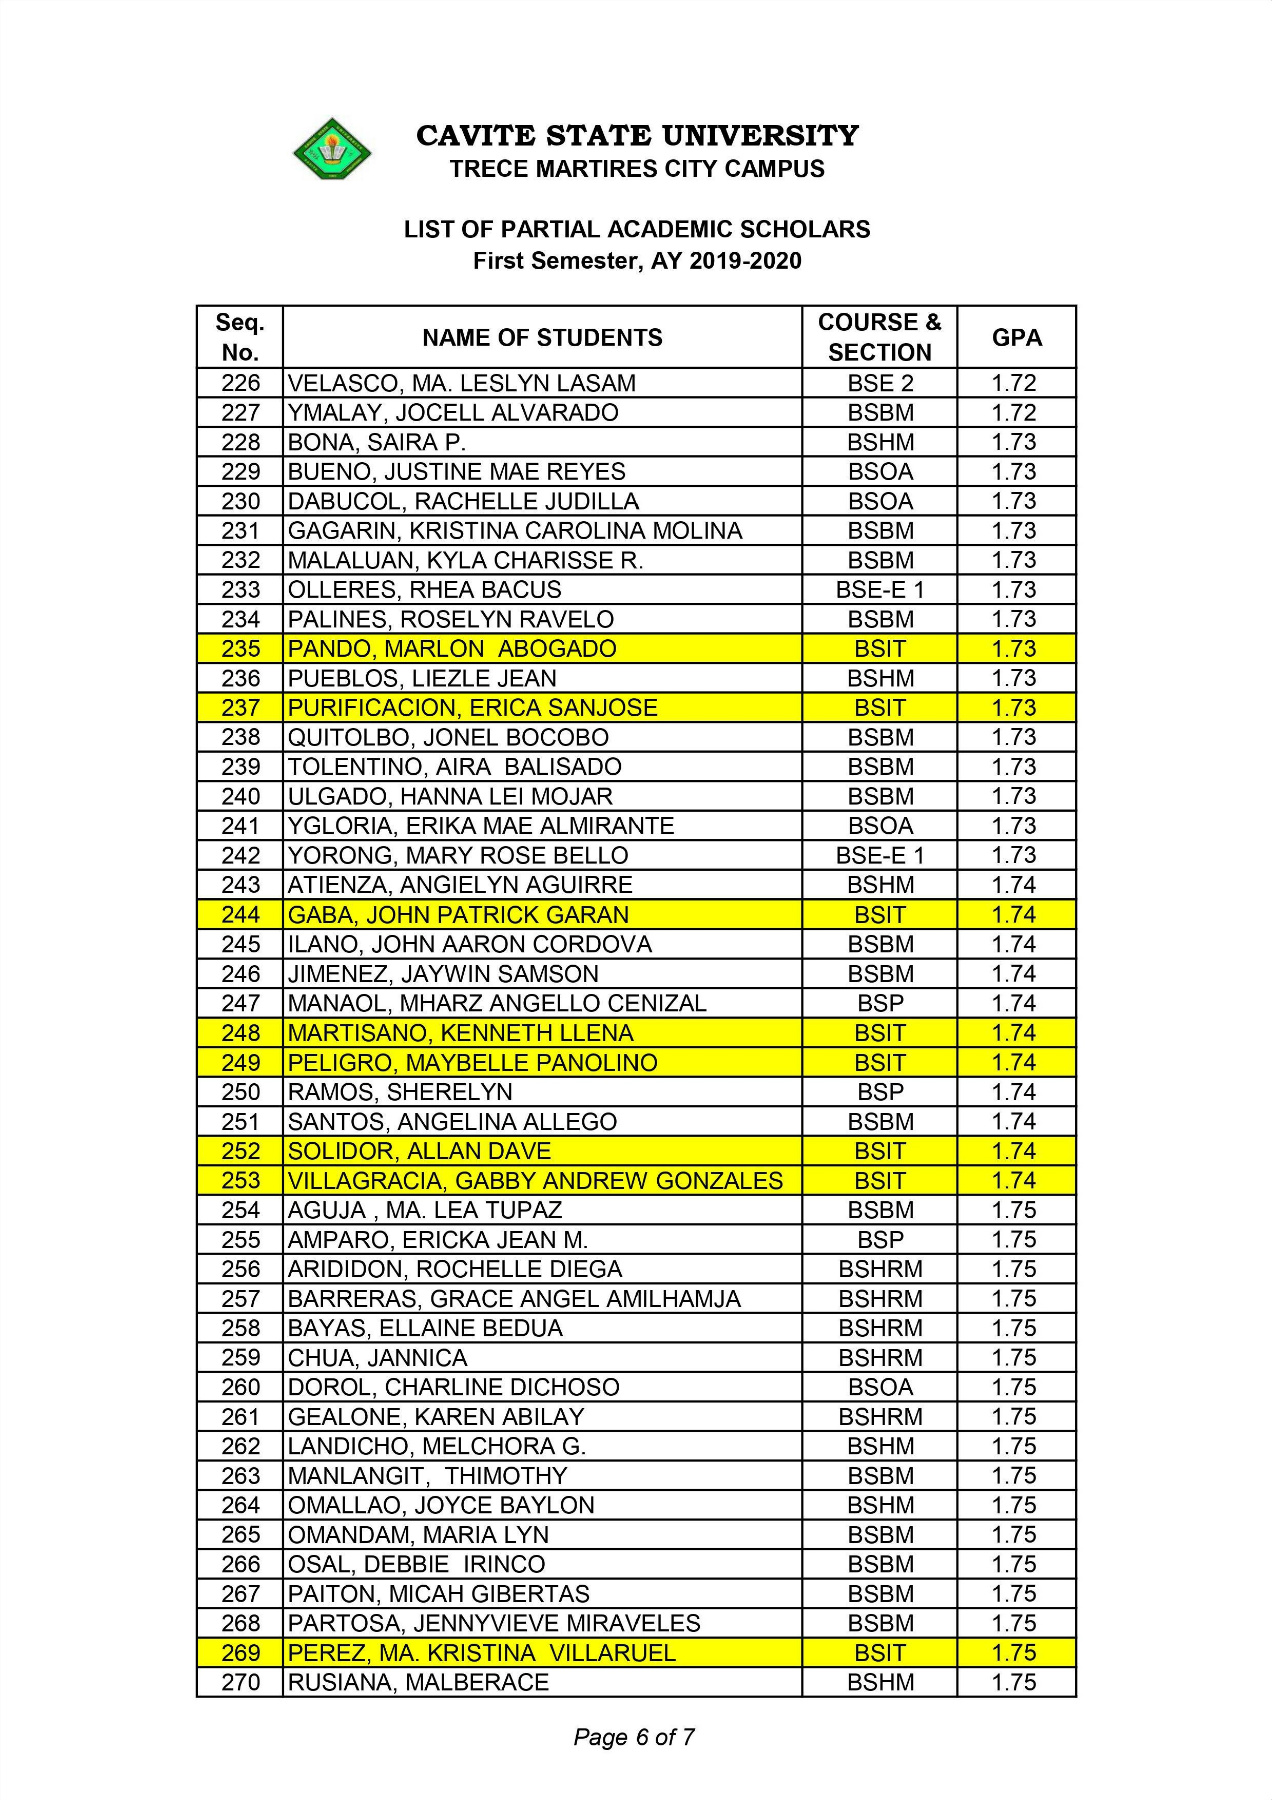 CAVITE STATE UNIVERSITY
TRECE MARTIRES CITY CAMPUS
LIST OF PARTIAL ACADEMIC SCHOLARS
First Semester, AY 2019-2020
Seq. No. NAME OF STUDENTS COURSE & SECTION GPA
226 VELASCO, MA. LESLYN LASAM BSE 2 1.72
227 YMALAY, JOCELL ALVARADO BSBM 1.72
228 BONA, SAIRA P. BSHM 1.73
229 BUENO, JUSTINE MAE REYES BSOA 1.73
230 DABUCOL, RACHELLE JUDILLA BSOA 1.73
231 GAGARIN, KRISTINA CAROLINA MOLINA BSBM 1.73
232 MALALUAN, KYLA CHARISSE R. BSBM 1.73
233 OLLERES, RHEA BACUS BSE-E 1 1.73
234 PALINES, ROSELYN RAVELO BSBM 1.73
235 PANDO, MARLON  ABOGADO BSIT 1.73
236 PUEBLOS, LIEZLE JEAN BSHM 1.73
237 PURIFICACION, ERICA SANJOSE BSIT 1.73
238 QUITOLBO, JONEL BOCOBO BSBM 1.73
239 TOLENTINO, AIRA  BALISADO BSBM 1.73
240 ULGADO, HANNA LEI MOJAR BSBM 1.73
241 YGLORIA, ERIKA MAE ALMIRANTE BSOA 1.73
242 YORONG, MARY ROSE BELLO BSE-E 1 1.73
243 ATIENZA, ANGIELYN AGUIRRE BSHM 1.74
244 GABA, JOHN PATRICK GARAN BSIT 1.74
245 ILANO, JOHN AARON CORDOVA BSBM 1.74
246 JIMENEZ, JAYWIN SAMSON BSBM 1.74
247 MANAOL, MHARZ ANGELLO CENIZAL BSP 1.74
248 MARTISANO, KENNETH LLENA BSIT 1.74
249 PELIGRO, MAYBELLE PANOLINO BSIT 1.74
250 RAMOS, SHERELYN BSP 1.74
251 SANTOS, ANGELINA ALLEGO BSBM 1.74
252 SOLIDOR, ALLAN DAVE BSIT 1.74
253 VILLAGRACIA, GABBY ANDREW GONZALES BSIT 1.74
254 AGUJA , MA. LEA TUPAZ BSBM 1.75
255 AMPARO, ERICKA JEAN M. BSP 1.75
256 ARIDIDON, ROCHELLE DIEGA BSHRM 1.75
257 BARRERAS, GRACE ANGEL AMILHAMJA BSHRM 1.75
258 BAYAS, ELLAINE BEDUA BSHRM 1.75
259 CHUA, JANNICA BSHRM 1.75
260 DOROL, CHARLINE DICHOSO BSOA 1.75
261 GEALONE, KAREN ABILAY BSHRM 1.75
262 LANDICHO, MELCHORA G. BSHM 1.75
263 MANLANGIT,  THIMOTHY BSBM 1.75
264 OMALLAO, JOYCE BAYLON BSHM 1.75
265 OMANDAM, MARIA LYN BSBM 1.75
266 OSAL, DEBBIE  IRINCO BSBM 1.75
267 PAITON, MICAH GIBERTAS BSBM 1.75
268 PARTOSA, JENNYVIEVE MIRAVELES BSBM 1.75
269 PEREZ, MA. KRISTINA  VILLARUEL BSIT 1.75
270 RUSIANA, MALBERACE BSHM 1.75
Page 6 of 7